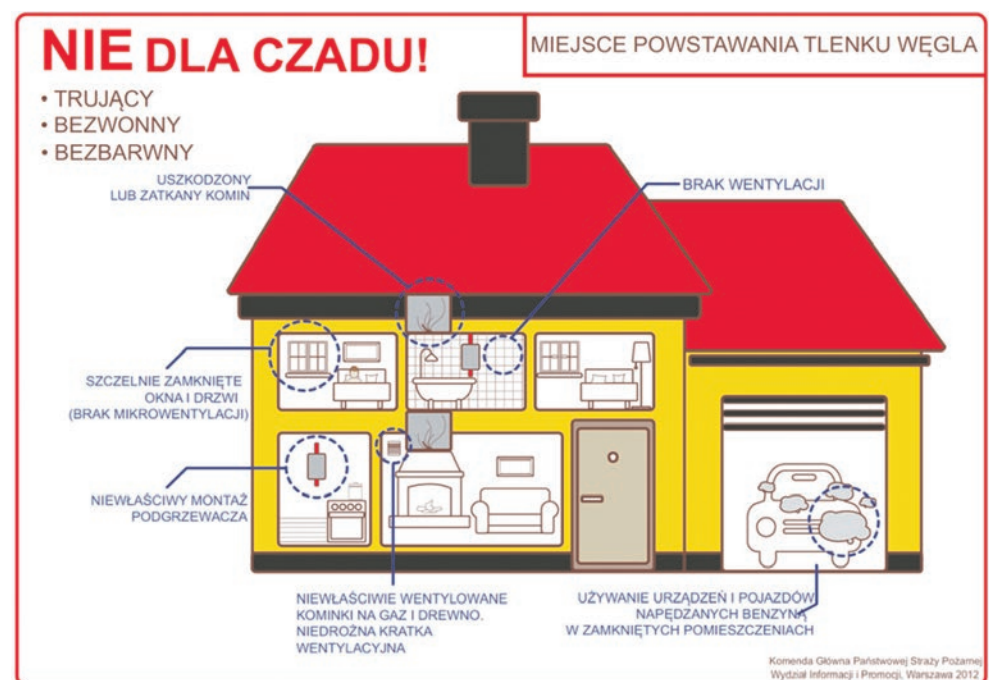 NIE DLA CZADU!
MIEJSCE POWSTAWANIA TLENKU WĘGLA
• TRUJĄCY
• BEZWONNY
• BEZBARWNY
USZKODZONY
LUB ZATKANY KOMIN
BRAK WENTYLACJI
SZCZELNIE ZAMKNIĘTE
OKNA I DRZWI
(BRAK MIKROWENTYLACJI)
NIEWŁAŚCIWY MONTAŻ
PODGRZEWACZA
NIEWŁAŚCIWIE WENTYLOWANE
KOMINKI NA GAZ I DREWNO.
NIEDROŻNA KRATKA
WENTYLACYJNA
UŻYWANIE URZĄDZEŃ I POJAZDÓW
NAPĘDZANYCH BENZYNĄ
W ZAMKNIĘTYCH POMIESZCZENIACH
Komenda Główna Państwowej Straży Pożarnej
Wydział Informacji i Promocji, Warszawa 2012